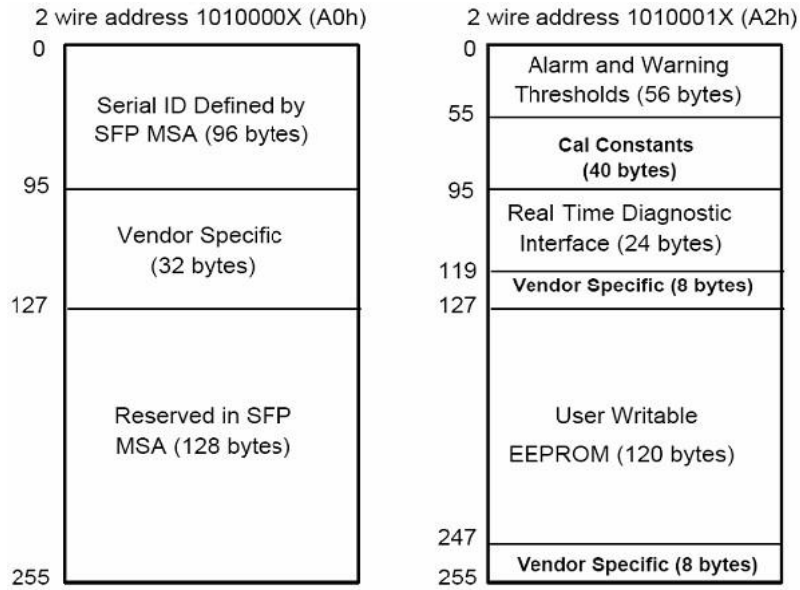 2 wire address 1010000X (A0h)
0
Serial ID Defined by
SFP MSA (96 bytes)
95
Vendor Specific
(32 bytes)
127
Reserved in SFP
MSA (128 bytes)
255
2 wire address 1010001X (A2h)
0
Alarm and Warning
Thresholds (56 bytes)
55
Cal Constants
(40 bytes)
95
Real Time Diagnostic
Interface (24 bytes)
119
Vendor Specific (8 bytes)
127
User Writable
EEPROM (120 bytes)
247
Vendor Specific (8 bytes)
255